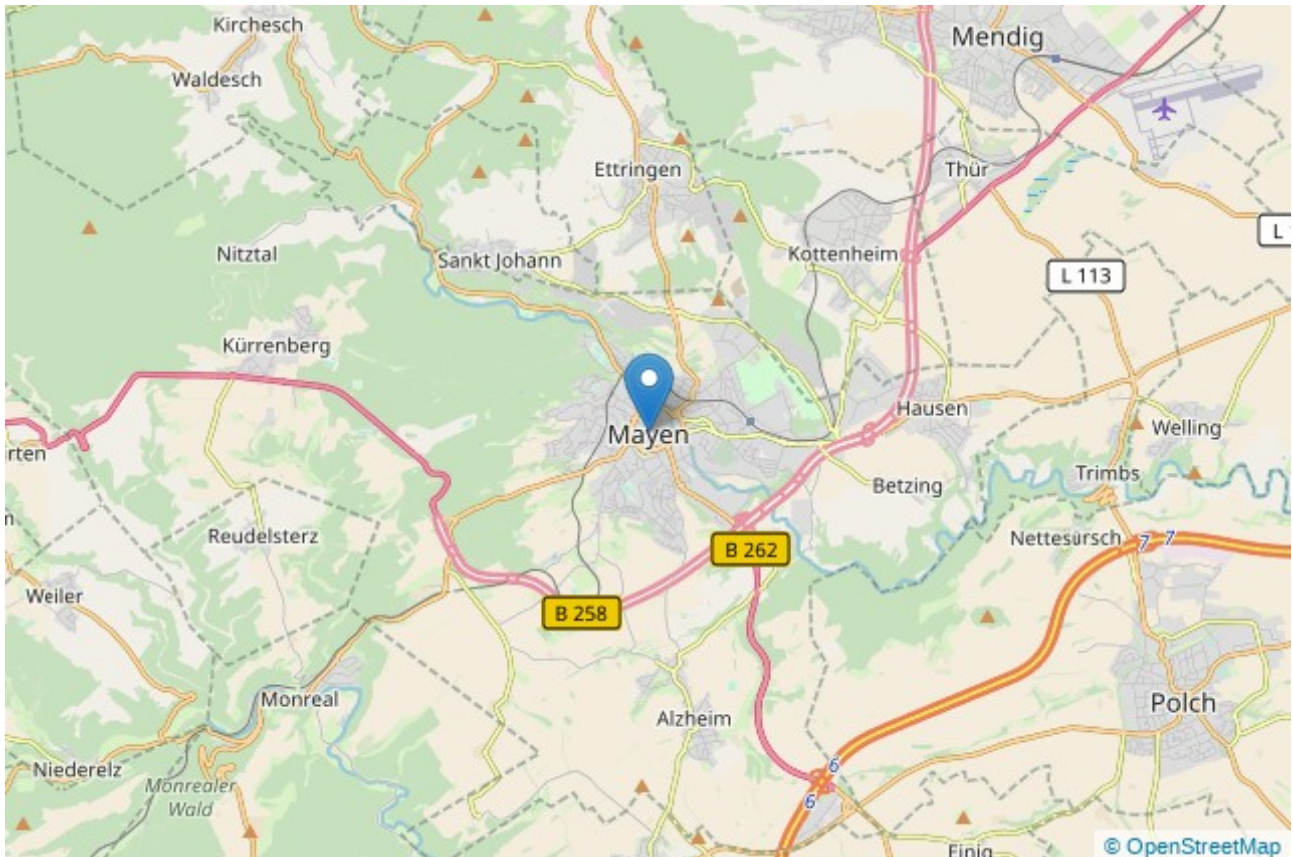 Kirchesch
Mendig
Waldesch
Ettringen
Thür
Nitztal
Sankt Johann
Kottenheim
L 113
Kürrenberg
Hausen
Mayen
Welling
Trimbs
Betzing
Reudelsterz
Nettesürsch
7 7
B 262
Weiler
B 258
Monreal
Polch
Alzheim
Niederelz
6
Monrealer
Wald
6
Einig
© OpenStreetMap